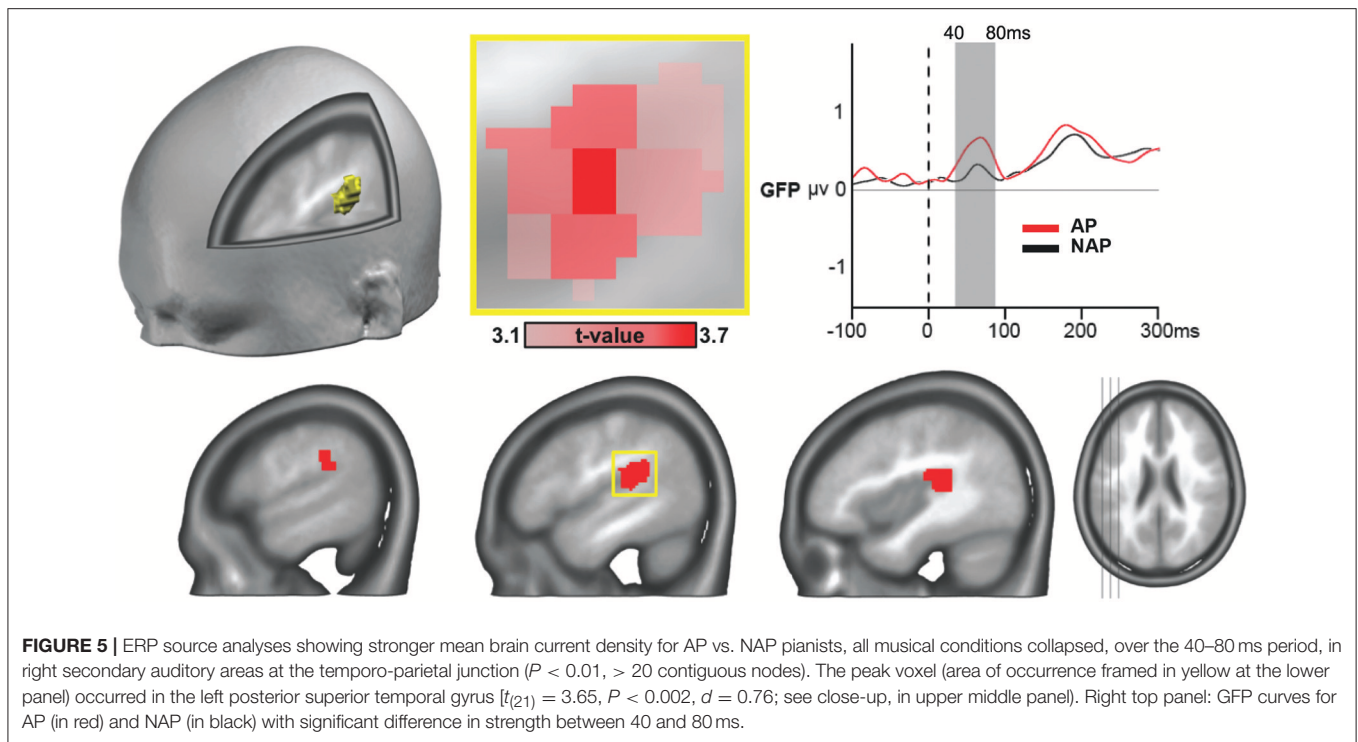 40 80ms
1
GFP μv 0
AP
NAP
-1
3.1 t-value 3.7
-100 0 100 200 300ms
FIGURE 5 | ERP source analyses showing stronger mean brain current density for AP vs. NAP pianists, all musical conditions collapsed, over the 40–80 ms period, in
right secondary auditory areas at the temporo-parietal junction (P < 0.01, > 20 contiguous nodes). The peak voxel (area of occurrence framed in yellow at the lower
panel) occurred in the left posterior superior temporal gyrus [t(21) = 3.65, P < 0.002, d = 0.76; see close-up, in upper middle panel). Right top panel: GFP curves for
AP (in red) and NAP (in black) with significant difference in strength between 40 and 80 ms.